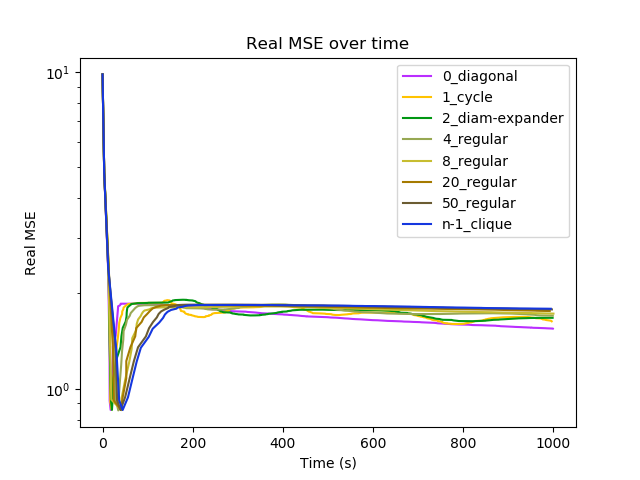 Real MSE over time
Real MSE
10¹
10⁰
0_diagonal
1_cycle
2_diam-expander
4_regular
8_regular
20_regular
50_regular
n-1_clique
0 200 400 600 800 1000
Time (s)